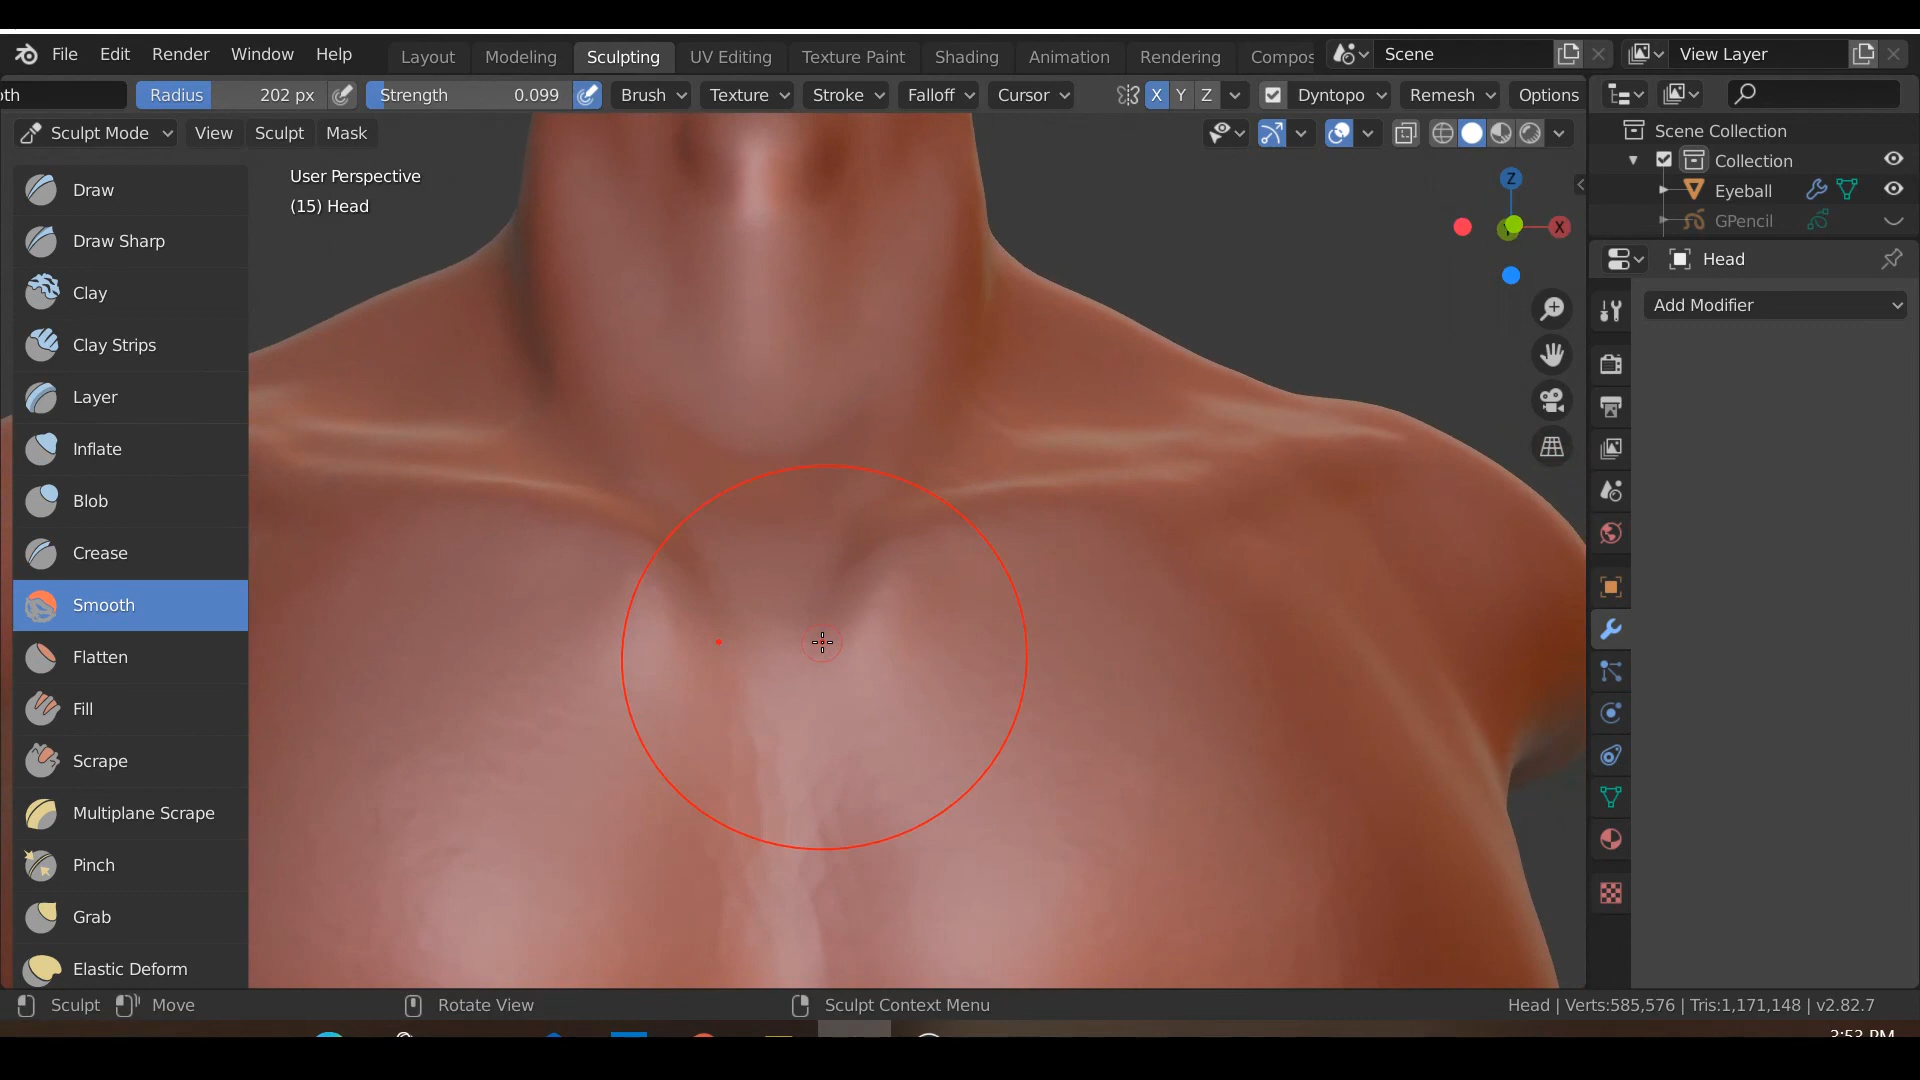 File Edit Render Window Help Layout Modeling Sculpting UV Editing Texture Paint Shading Animation Rendering Compos Scene View Layer
oth Radius 202 px Strength 0.099 Brush Texture Stroke Falloff Cursor X Y Z Dyntopo Remesh Options
Sculpt Mode View Sculpt Mask
Scene Collection
Collection
Eyeball
GPencil
Head
Add Modifier
User Perspective
(15) Head
Z
X
Draw
Draw Sharp
Clay
Clay Strips
Layer
Inflate
Blob
Crease
Smooth
Flatten
Fill
Scrape
Multiplane Scrape
Pinch
Grab
Elastic Deform
Sculpt Move Rotate View Sculpt Context Menu Head | Verts:585,576 | Tris:1,171,148 | v2.82.7
3:53 PM